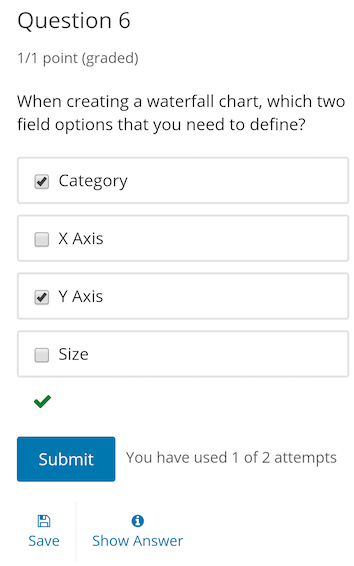 Question 6
1/1 point (graded)
When creating a waterfall chart, which two
field options that you need to define?
Category
X Axis
Y Axis
Size
Submit
You have used 1 of 2 attempts
Save
Show Answer